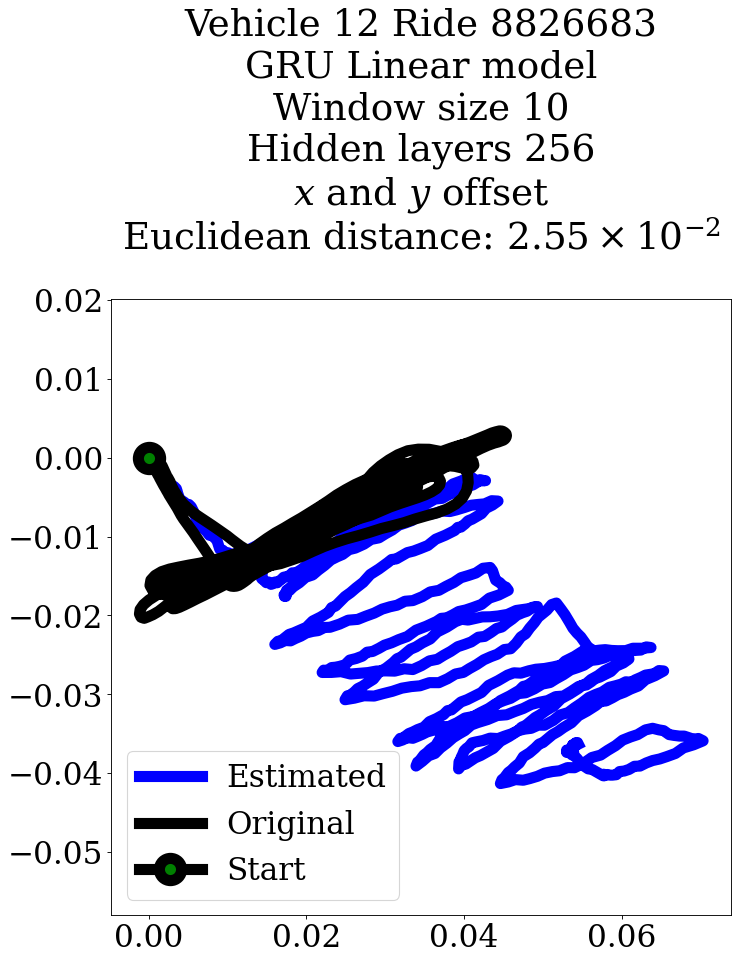 Vehicle 12 Ride 8826683
GRU Linear model
Window size 10
Hidden layers 256
x and y offset
Euclidean distance: 2.55 × 10⁻²
0.02
0.01
0.00
−0.01
−0.02
−0.03
−0.04
−0.05
Estimated
Original
Start
0.00 0.02 0.04 0.06